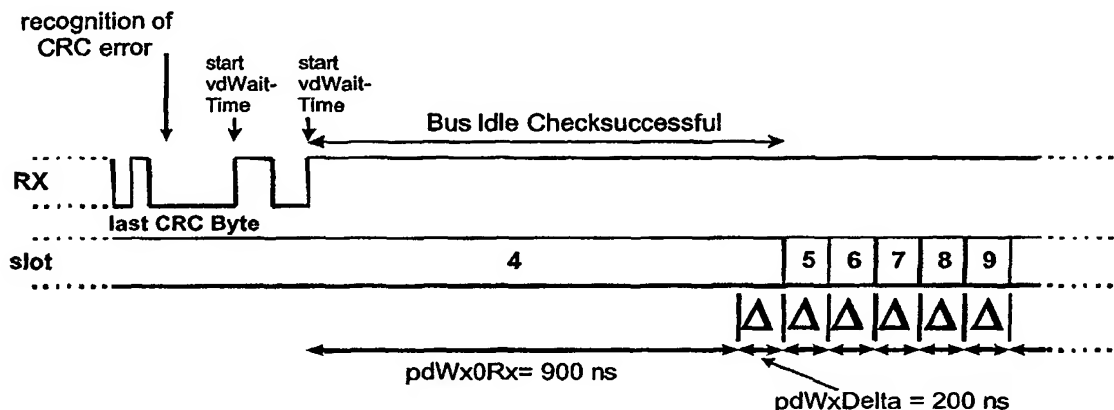 recognition of
CRC error
start
vdWait-
Time
start
vdWait-
Time
Bus Idle Checksuccessful
RX
last CRC Byte
slot
4
5 6 7 8 9
Δ Δ Δ Δ Δ Δ
pdWx0Rx= 900 ns
pdWxDelta = 200 ns